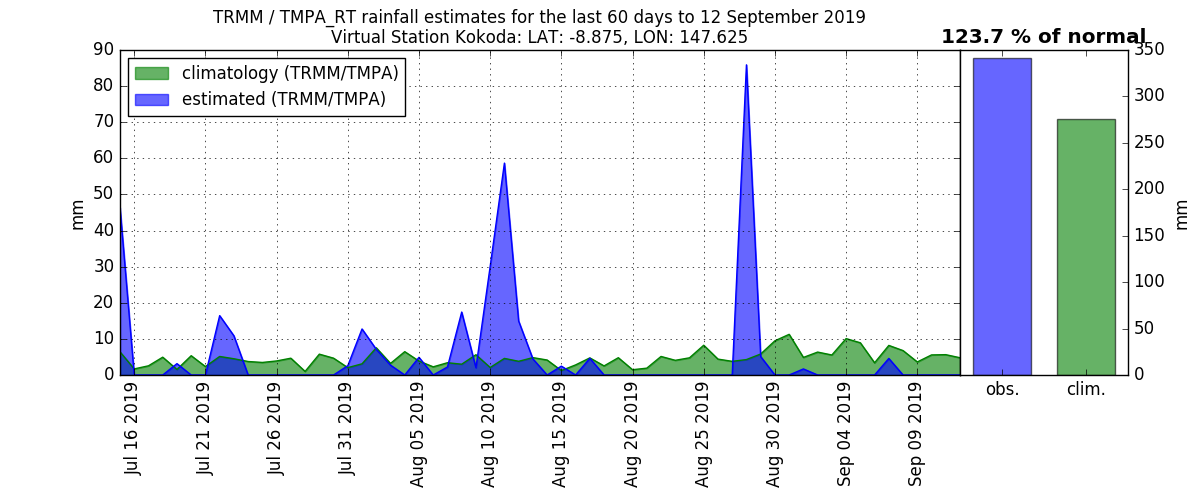 TRMM / TMPA_RT rainfall estimates for the last 60 days to 12 September 2019
Virtual Station Kokoda: LAT: -8.875, LON: 147.625
123.7 % of normal
climatology (TRMM/TMPA)
estimated (TRMM/TMPA)
mm
90
80
70
60
50
40
30
20
10
0
Jul 16 2019
Jul 21 2019
Jul 26 2019
Jul 31 2019
Aug 05 2019
Aug 10 2019
Aug 15 2019
Aug 20 2019
Aug 25 2019
Aug 30 2019
Sep 04 2019
Sep 09 2019
obs.
clim.
350
300
250
200
150
100
50
0
mm